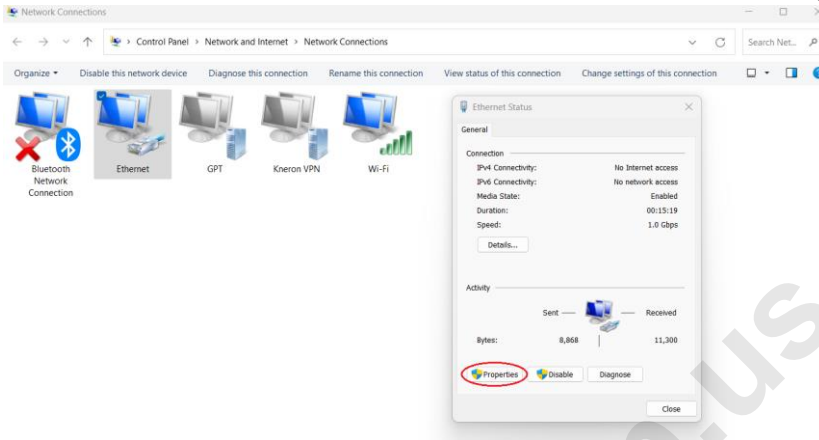 Network Connections
Control Panel > Network and Internet > Network Connections
Search Net...
Organize
Disable this network device
Diagnose this connection
Rename this connection
View status of this connection
Change settings of this connection
Bluetooth
Network
Connection
Ethernet
GPT
Kneron VPN
Wi-Fi
Ethernet Status
General
Connection
IPv4 Connectivity: No Internet access
IPv6 Connectivity: No network access
Media State: Enabled
Duration: 00:15:19
Speed: 1.0 Gbps
Details...
Activity
Sent — — Received
Bytes: 8,868 | 11,300
Properties
Disable
Diagnose
Close